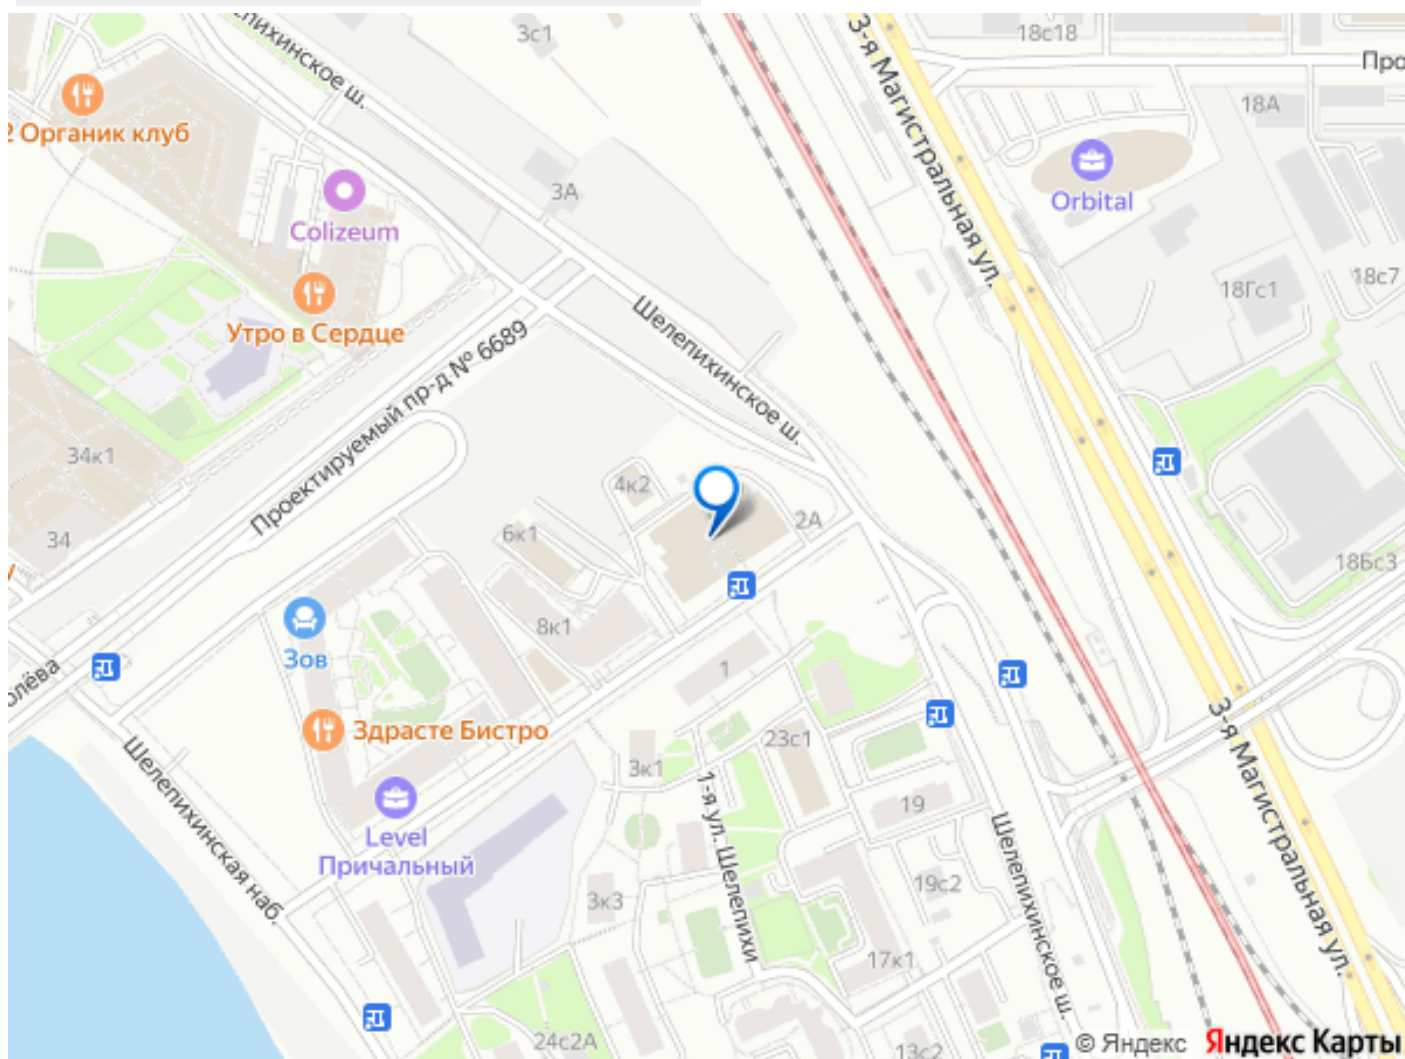 3с1
18с18
3-я Магистральная ул.
Про
Шелепихинское ш.
18А
2 Органик клуб
3А
Orbital
Colizeum
18с7
18Гс1
Утро в Сердце
Проектируемый пр-д № 6689
Шелепихинское ш.
34к1
4к2
2А
34
6к1
18Бс3
8к1
Зов
1
олёва
Здрасте Бистро
23с1
3к1
3-я Магистральная ул.
Шелепихинская наб.
1-я ул. Шелепихи
19
Level
Причальный
Шелепихинское ш.
19с2
3к3
17к1
24с2А
13с2
© Яндекс Яндекс Карты